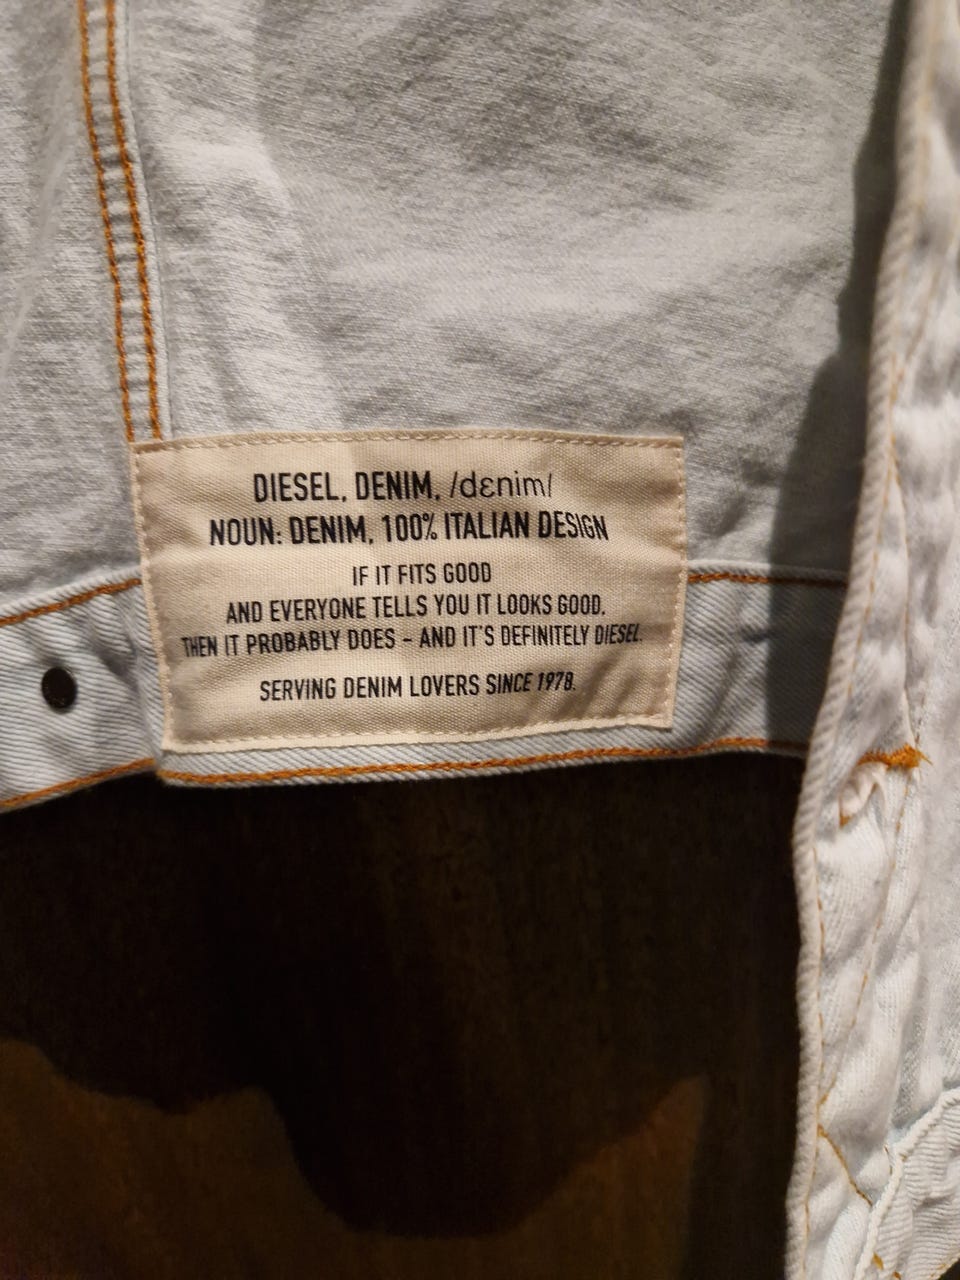 DIESEL, DENIM, /dɛnim/
NOUN: DENIM, 100% ITALIAN DESIGN
IF IT FITS GOOD
AND EVERYONE TELLS YOU IT LOOKS GOOD,
THEN IT PROBABLY DOES – AND IT'S DEFINITELY DIESEL.
SERVING DENIM LOVERS SINCE 1978.